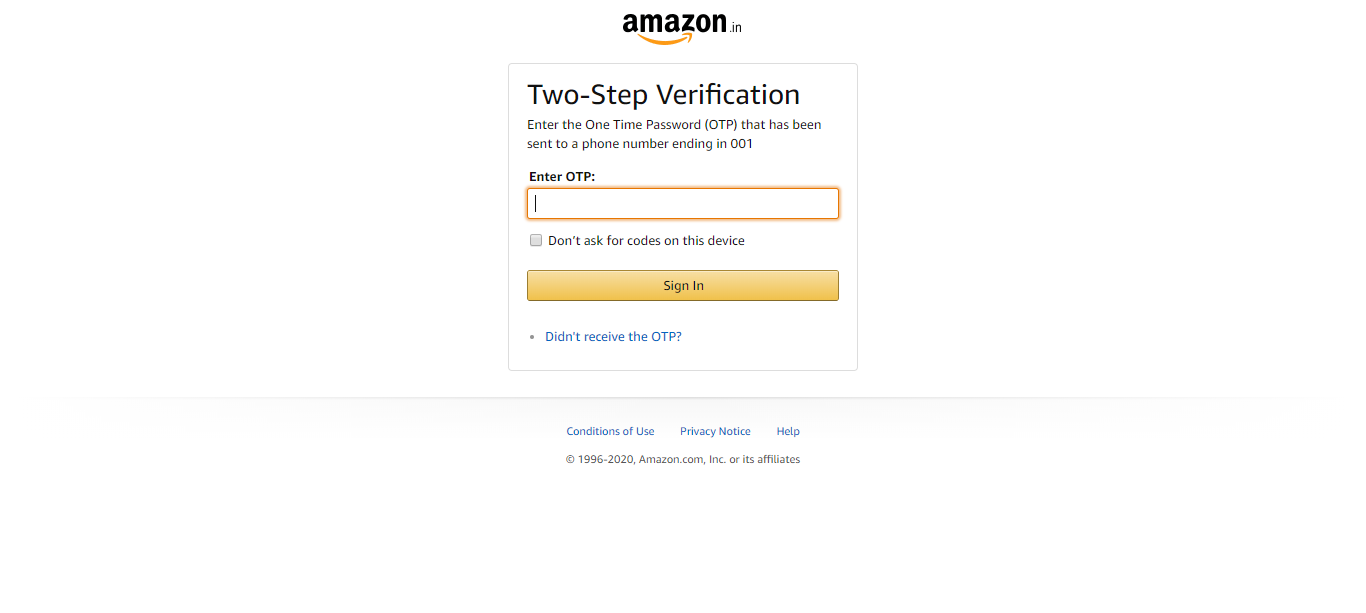 amazon.in
Two-Step Verification
Enter the One Time Password (OTP) that has been
sent to a phone number ending in 001
Enter OTP:
Don't ask for codes on this device
Sign In
Didn't receive the OTP?
Conditions of Use Privacy Notice Help
© 1996-2020, Amazon.com, Inc. or its affiliates